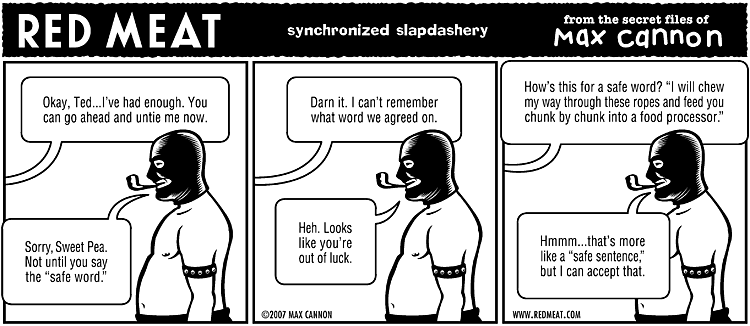 RED MEAT
synchronized slapdashery
from the secret files of
Max Cannon
Okay, Ted...I've had enough. You
can go ahead and untie me now.
Sorry, Sweet Pea.
Not until you say
the “safe word.”
Darn it. I can't remember
what word we agreed on.
Heh. Looks
like you're
out of luck.
©2007 MAX CANNON
How's this for a safe word? “I will chew
my way through these ropes and feed you
chunk by chunk into a food processor.”
Hmmm...that's more
like a “safe sentence,”
but I can accept that.
WWW.REDMEAT.COM